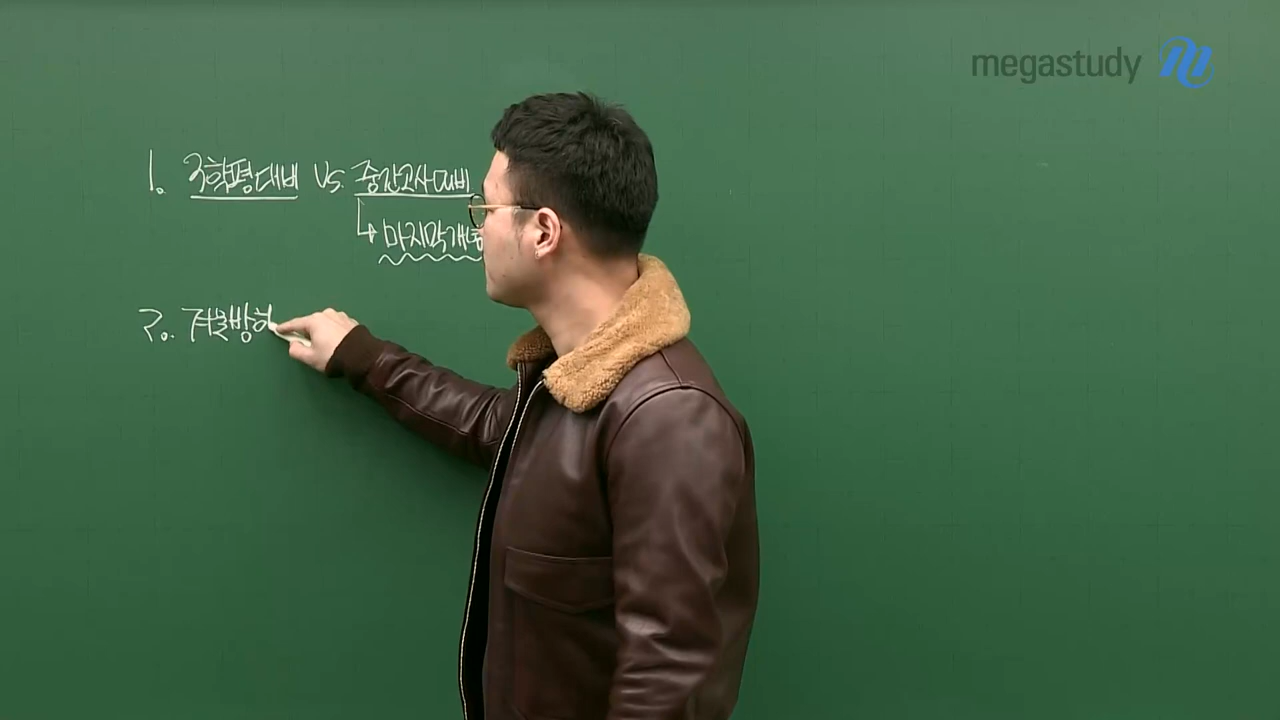 megastudy
1. 3학평대비 vs. 중간고사대비
↳ 마지막개념
2. 겨울방하